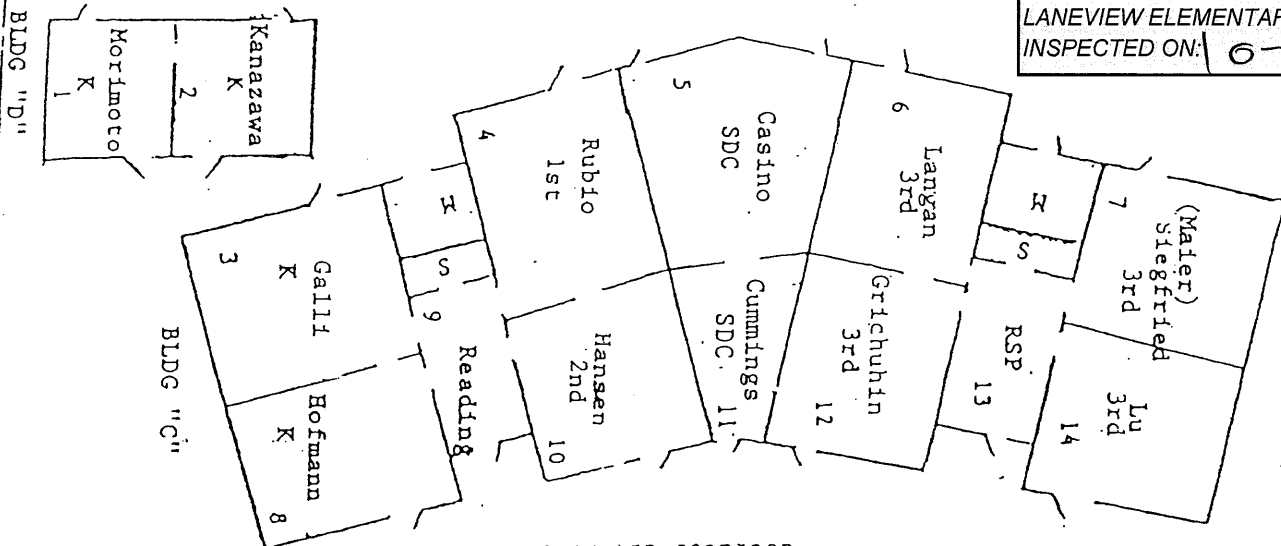 LANEVIEW ELEMENTAR
INSPECTED ON:
BLDG "D"
Morimoto
K
1
Kanazawa
K
2
BLDG "C"
Galli
K
3
Rubio
1st
4
Casino
SDC
5
Langan
3rd
6
(Maier)
Siegfried
3rd
7
Hofmann
K
8
Reading
9
Hansen
2nd
10
Cummings
SDC
11
Grichuhin
3rd
12
RSP
13
Lu
3rd
14
W
S
W
S